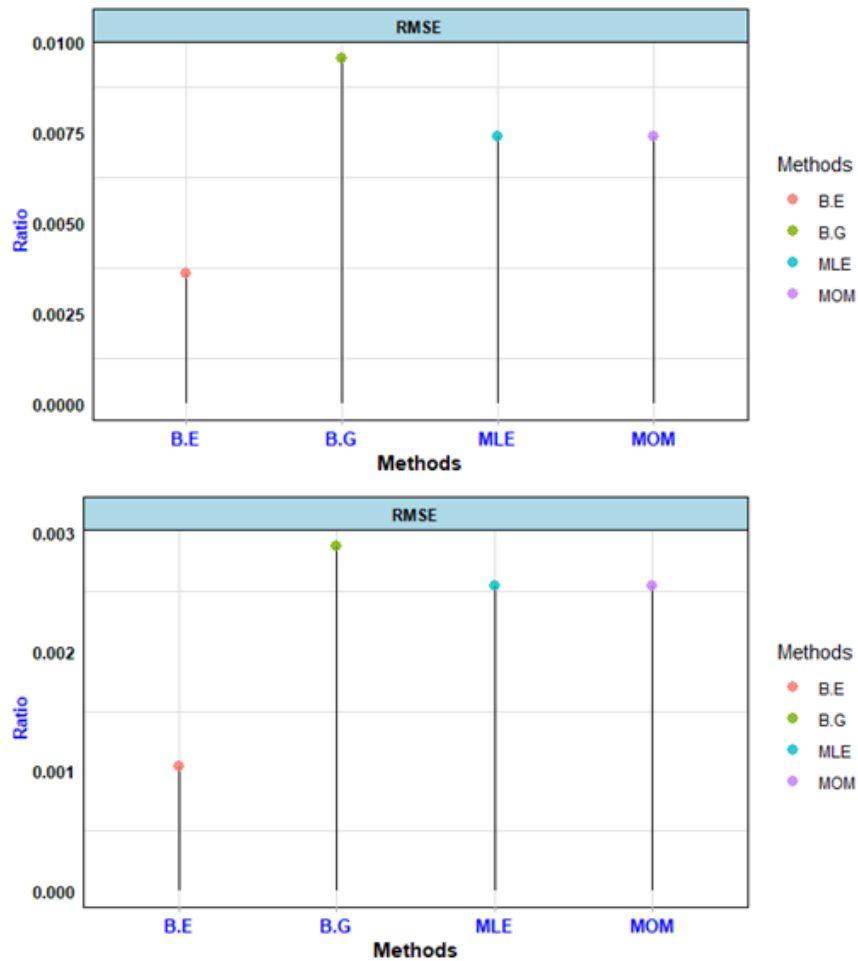 RMSE
0.0100
0.0075
0.0050
0.0025
0.0000
Ratio
B.E B.G MLE MOM
Methods
Methods
B.E
B.G
MLE
MOM
RMSE
0.003
0.002
0.001
0.000
Ratio
B.E B.G MLE MOM
Methods
Methods
B.E
B.G
MLE
MOM